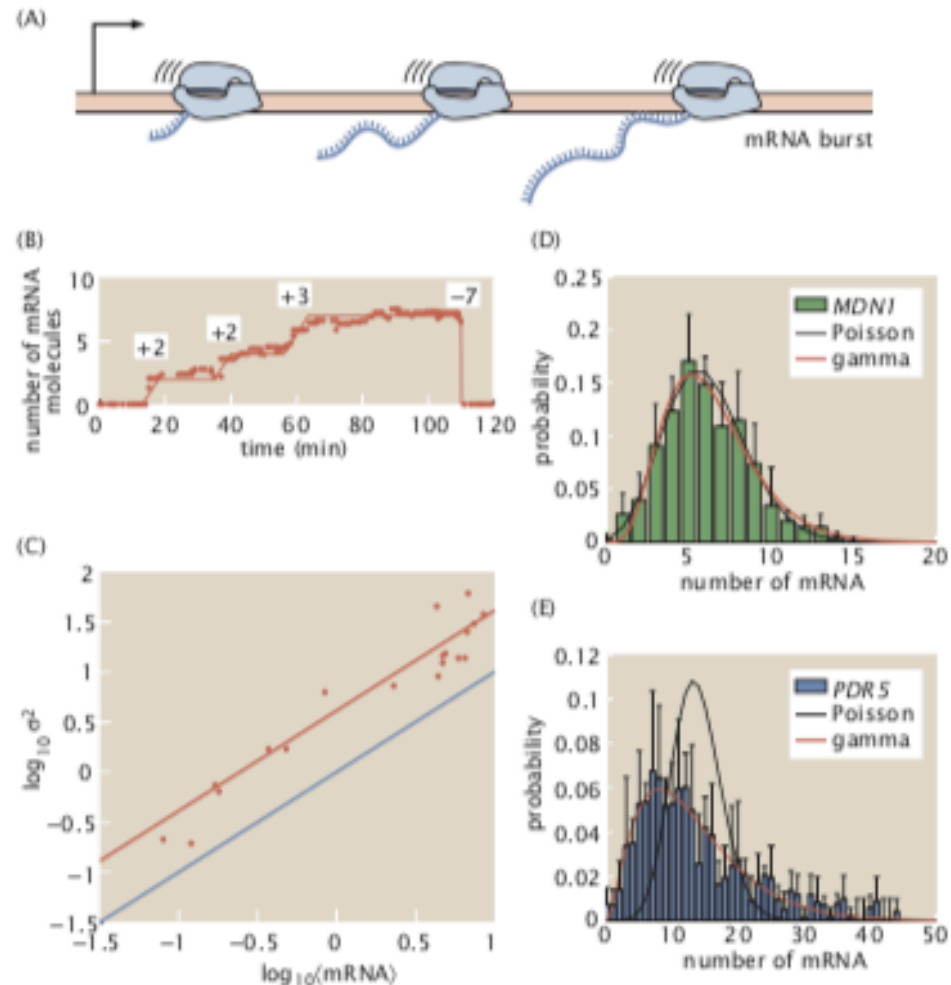 (A)
mRNA burst
(B)
number of mRNA
molecules
10
5
0
+2
+2
+3
−7
0 20 40 60 80 100 120
time (min)
(C)
log10 σ2
2
1.5
1
0.5
0
−0.5
−1
−1.5
−1.5 −1 −0.5 0 0.5 1
log10⟨mRNA⟩
(D)
probability
0.25
0.2
0.15
0.1
0.05
0
MDN1
Poisson
gamma
0 5 10 15 20
number of mRNA
(E)
probability
0.12
0.1
0.08
0.06
0.04
0.02
0
PDR5
Poisson
gamma
0 10 20 30 40 50
number of mRNA